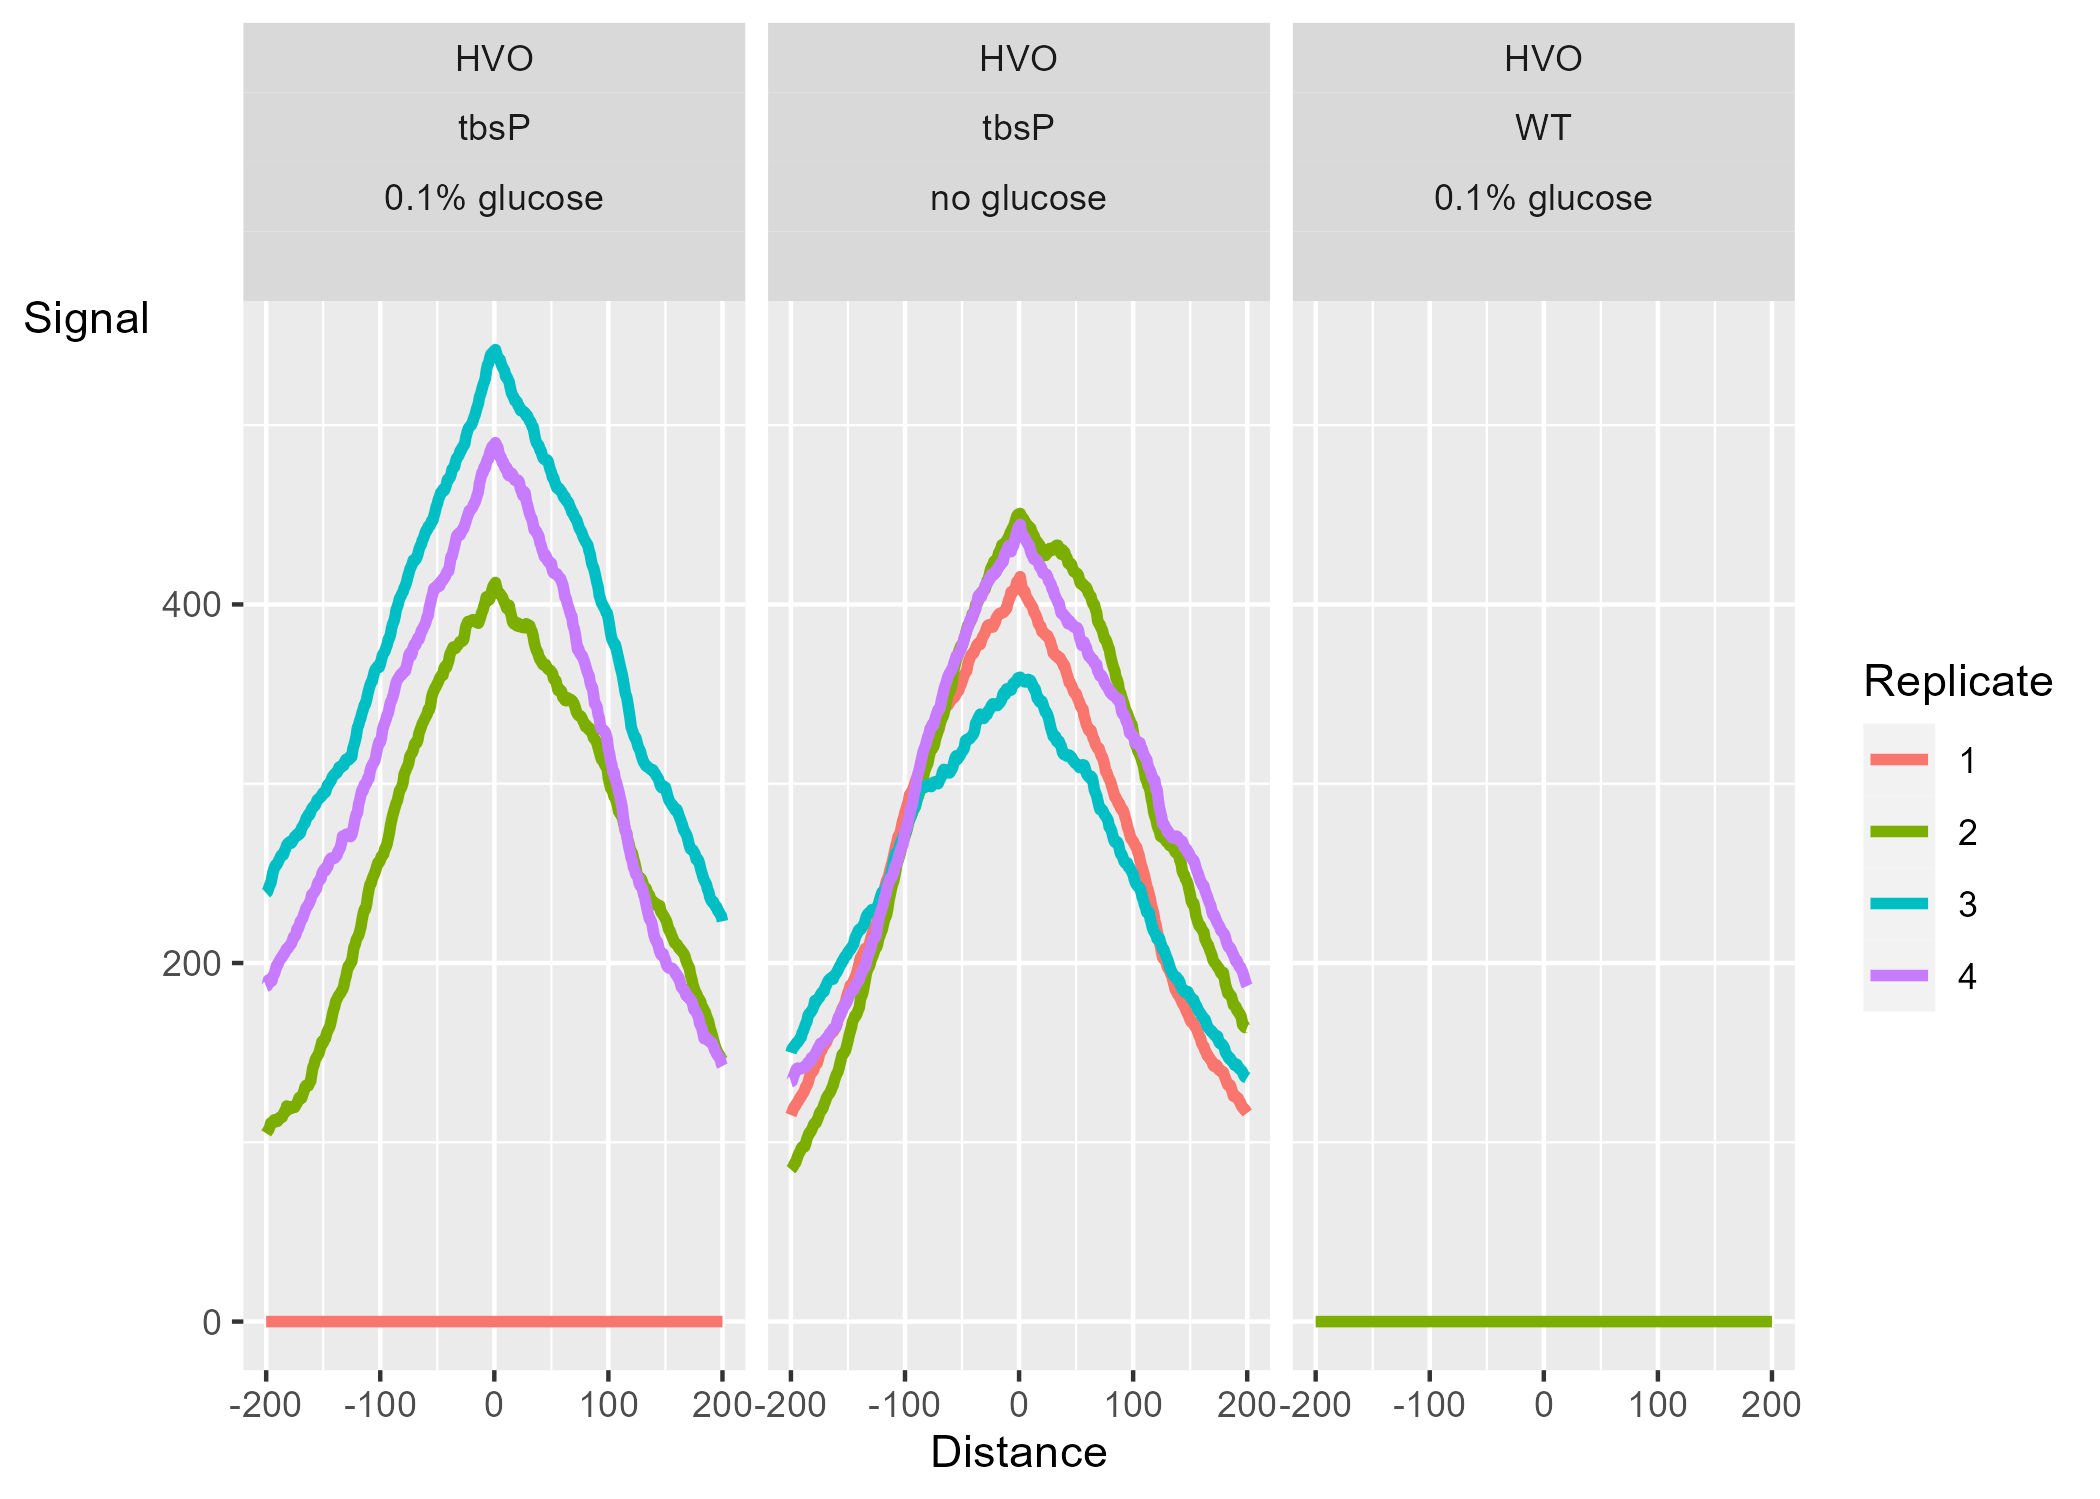 HVO HVO HVO
tbsP tbsP WT
0.1% glucose no glucose 0.1% glucose
Signal
400
200
0
-200 -100 0 100 200 -200 -100 0 100 200 -200 -100 0 100 200
Distance
Replicate
1
2
3
4